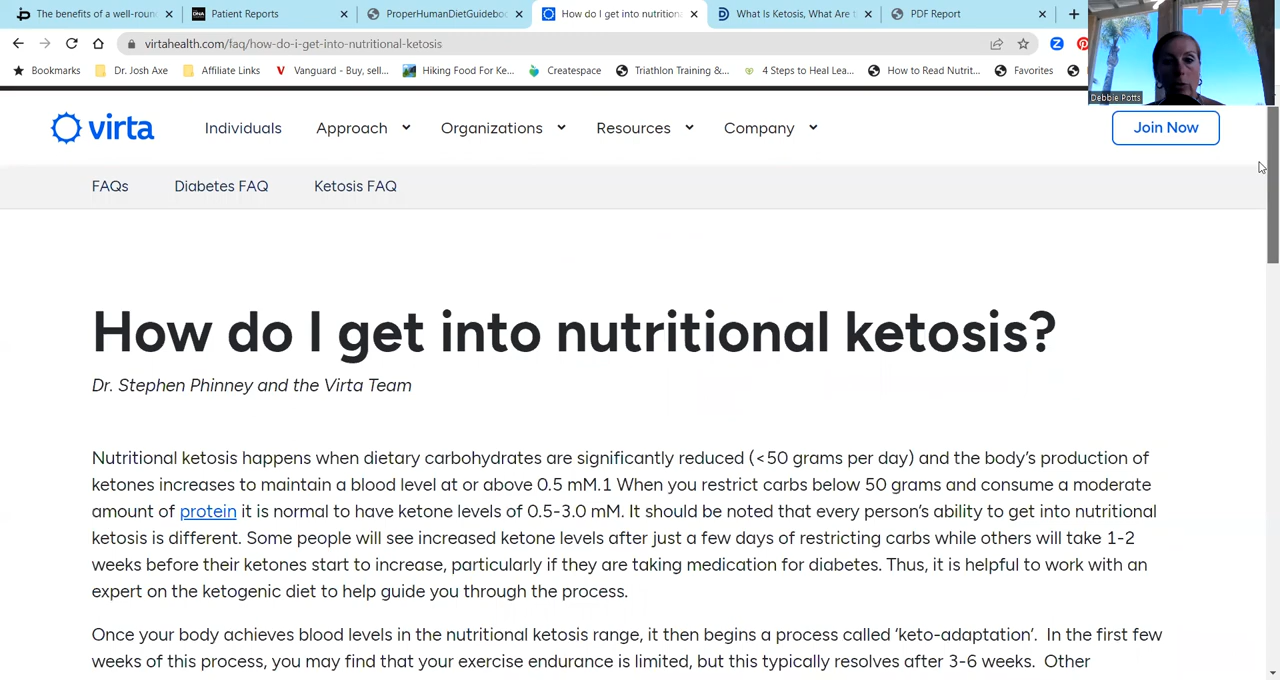 The benefits of a well-roun
Patient Reports
ProperHumanDietGuidebo
How do I get into nutritiona
What Is Ketosis, What Are t
PDF Report
virtahealth.com/faq/how-do-i-get-into-nutritional-ketosis
Bookmarks Dr. Josh Axe Affiliate Links Vanguard - Buy, sell... Hiking Food For Ke... Createspace Triathlon Training &... 4 Steps to Heal Lea... How to Read Nutrit... Favorites
Debbie Potts
virta Individuals Approach Organizations Resources Company Join Now
FAQs Diabetes FAQ Ketosis FAQ
How do I get into nutritional ketosis?
Dr. Stephen Phinney and the Virta Team
Nutritional ketosis happens when dietary carbohydrates are significantly reduced (<50 grams per day) and the body's production of
ketones increases to maintain a blood level at or above 0.5 mM.1 When you restrict carbs below 50 grams and consume a moderate
amount of protein it is normal to have ketone levels of 0.5-3.0 mM. It should be noted that every person's ability to get into nutritional
ketosis is different. Some people will see increased ketone levels after just a few days of restricting carbs while others will take 1-2
weeks before their ketones start to increase, particularly if they are taking medication for diabetes. Thus, it is helpful to work with an
expert on the ketogenic diet to help guide you through the process.
Once your body achieves blood levels in the nutritional ketosis range, it then begins a process called 'keto-adaptation'. In the first few
weeks of this process, you may find that your exercise endurance is limited, but this typically resolves after 3-6 weeks. Other